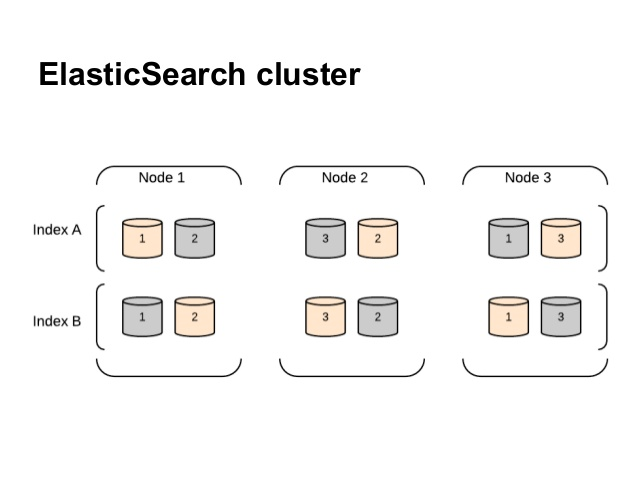 ElasticSearch cluster
Node 1 Node 2 Node 3
Index A 1 2 3 2 1 3
Index B 1 2 3 2 1 3